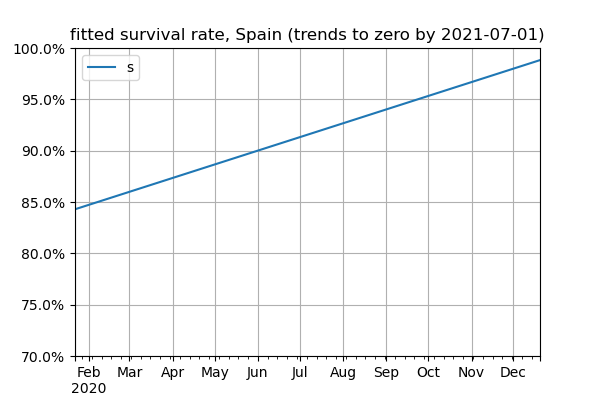 fitted survival rate, Spain (trends to zero by 2021-07-01)
100.0%
s
95.0%
90.0%
85.0%
80.0%
75.0%
70.0%
Feb Mar Apr May Jun Jul Aug Sep Oct Nov Dec
2020